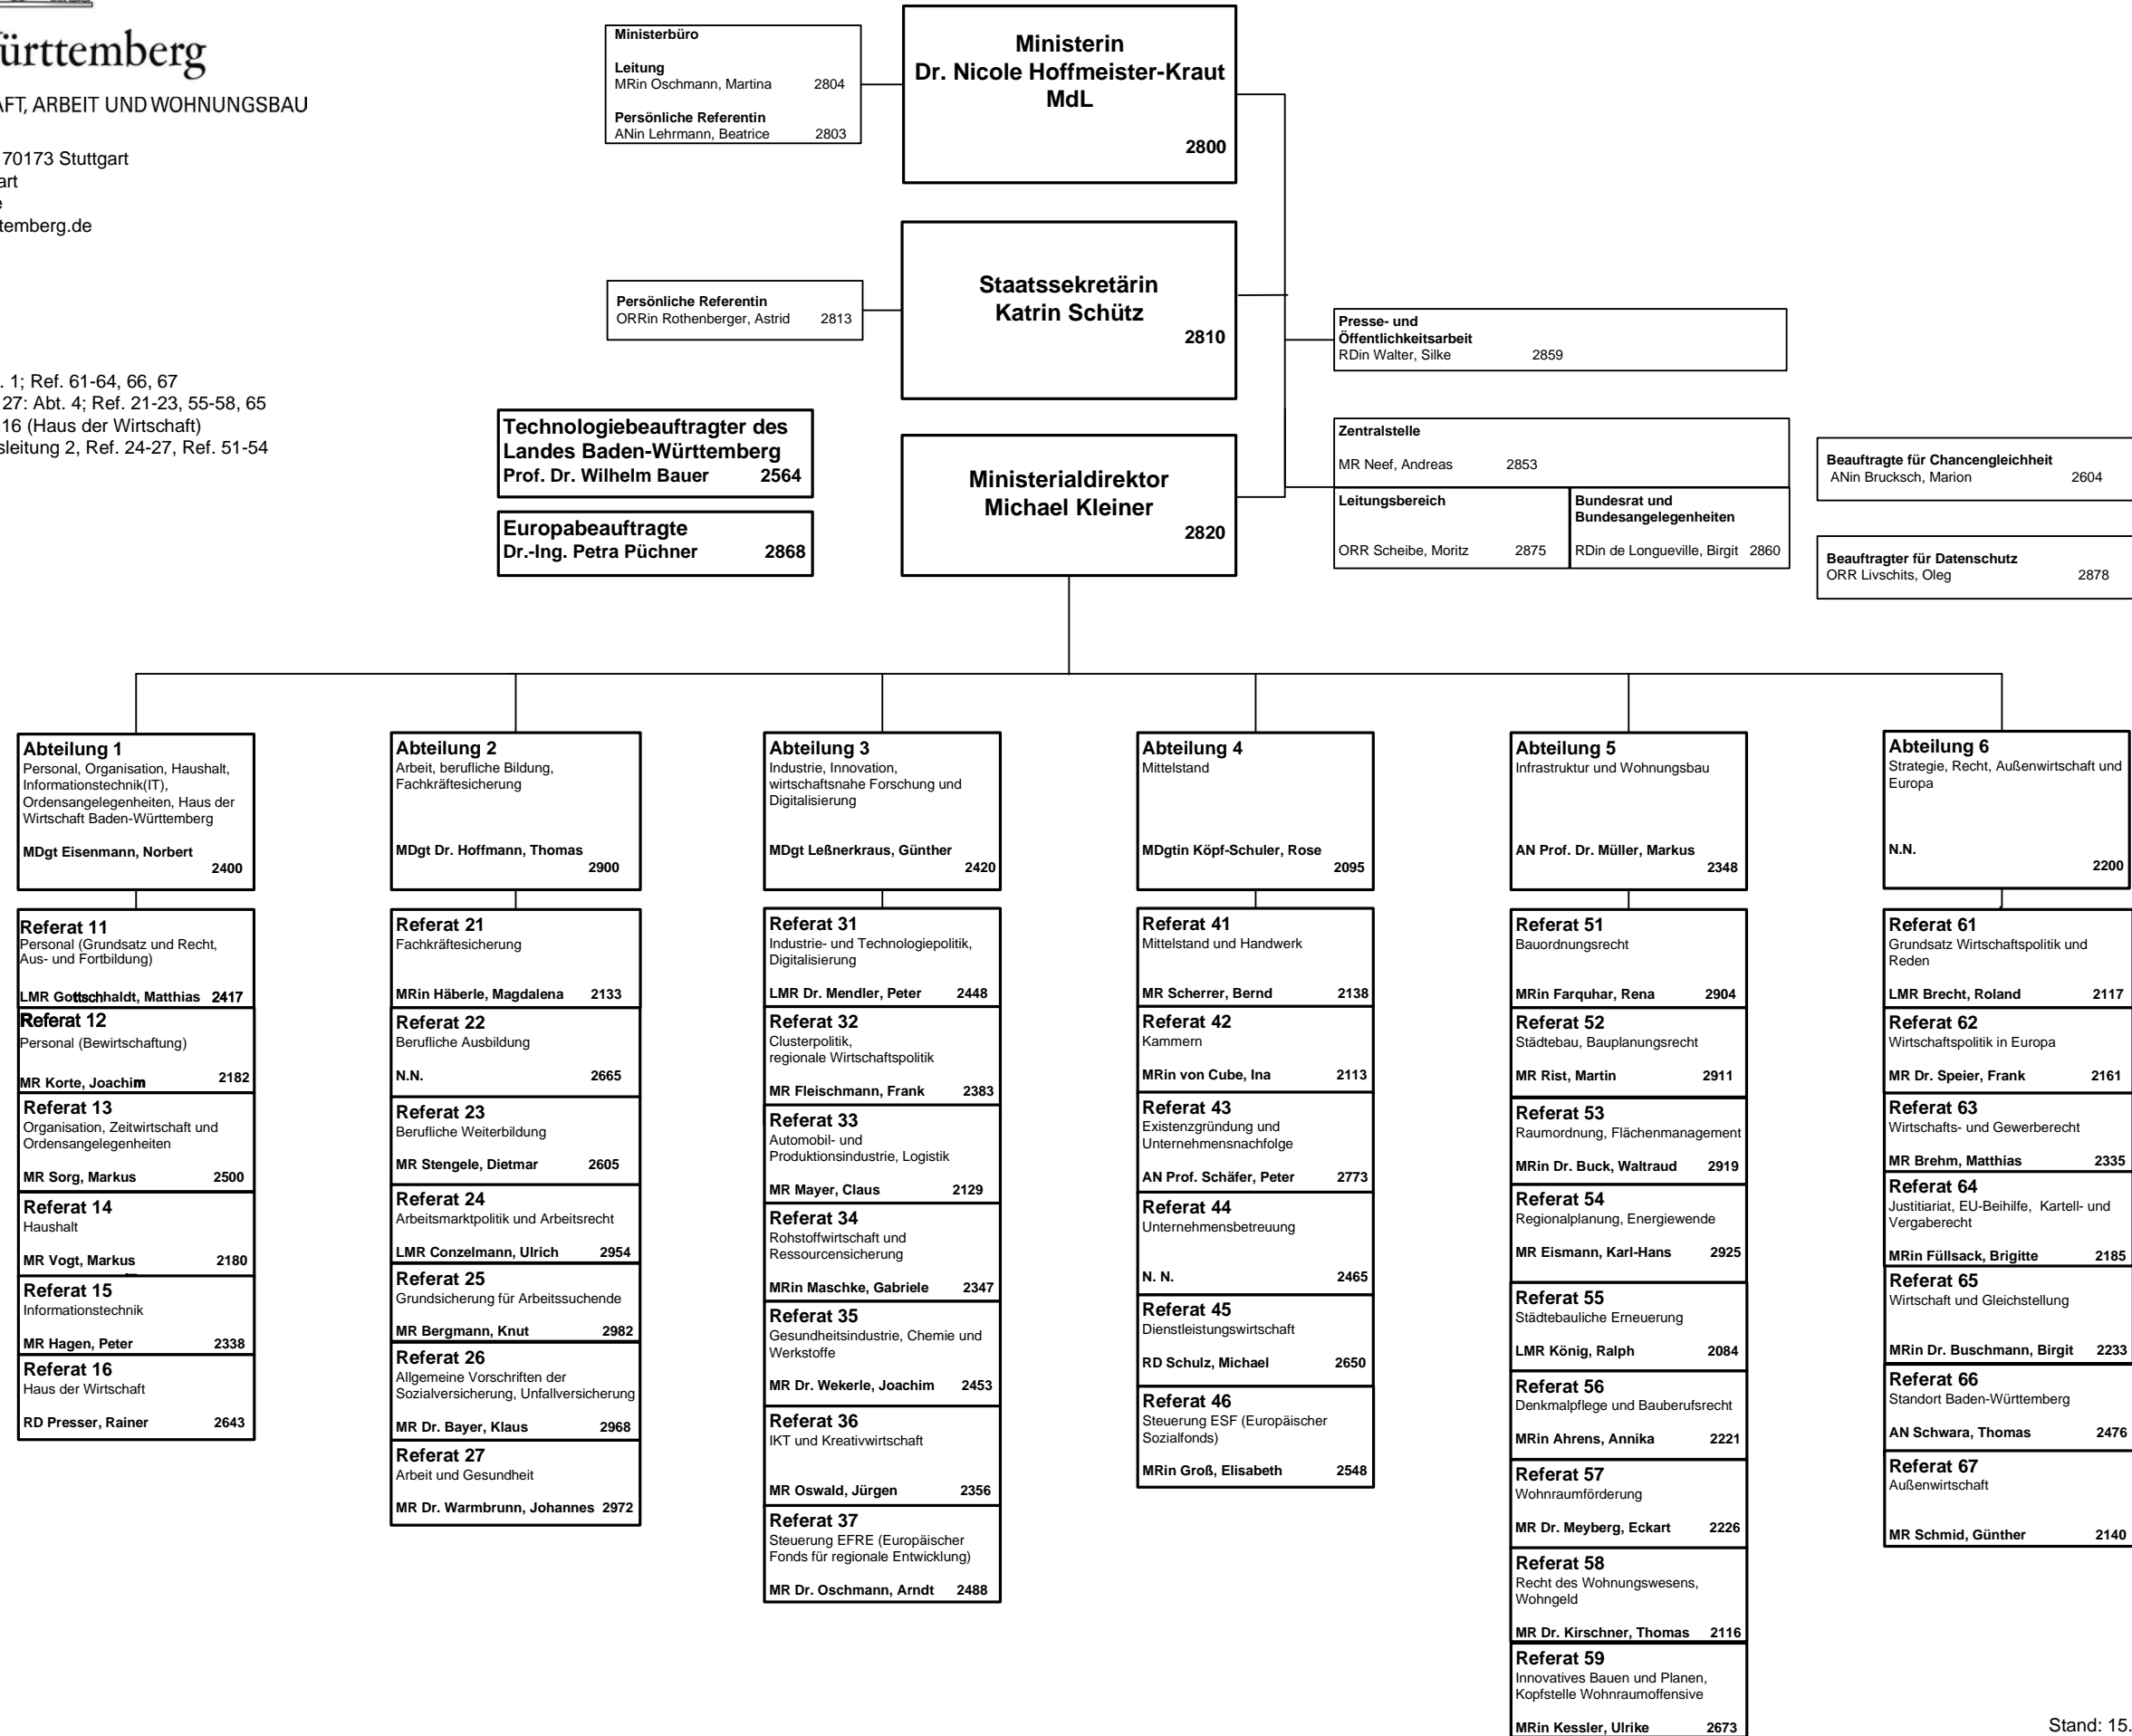 Württemberg
AFT, ARBEIT UND WOHNUNGSBAU
70173 Stuttgart
art
e
temberg.de
. 1; Ref. 61-64, 66, 67
27: Abt. 4; Ref. 21-23, 55-58, 65
16 (Haus der Wirtschaft)
sleitung 2, Ref. 24-27, Ref. 51-54
Ministerbüro
Leitung
MRin Oschmann, Martina 2804
Persönliche Referentin
ANin Lehrmann, Beatrice 2803
Ministerin
Dr. Nicole Hoffmeister-Kraut
MdL
2800
Persönliche Referentin
ORRin Rothenberger, Astrid 2813
Staatssekretärin
Katrin Schütz
2810
Presse- und
Öffentlichkeitsarbeit
RDin Walter, Silke 2859
Technologiebeauftragter des
Landes Baden-Württemberg
Prof. Dr. Wilhelm Bauer 2564
Europabeauftragte
Dr.-Ing. Petra Püchner 2868
Ministerialdirektor
Michael Kleiner
2820
Zentralstelle
MR Neef, Andreas 2853
Leitungsbereich
ORR Scheibe, Moritz 2875
Bundesrat und
Bundesangelegenheiten
RDin de Longueville, Birgit 2860
Beauftragte für Chancengleichheit
ANin Brucksch, Marion 2604
Beauftragter für Datenschutz
ORR Livschits, Oleg 2878
Abteilung 1
Personal, Organisation, Haushalt,
Informationstechnik(IT),
Ordensangelegenheiten, Haus der
Wirtschaft Baden-Württemberg
MDgt Eisenmann, Norbert
2400
Referat 11
Personal (Grundsatz und Recht,
Aus- und Fortbildung)
LMR Gottschhaldt, Matthias 2417
Referat 12
Personal (Bewirtschaftung)
MR Korte, Joachim 2182
Referat 13
Organisation, Zeitwirtschaft und
Ordensangelegenheiten
MR Sorg, Markus 2500
Referat 14
Haushalt
MR Vogt, Markus 2180
Referat 15
Informationstechnik
MR Hagen, Peter 2338
Referat 16
Haus der Wirtschaft
RD Presser, Rainer 2643
Abteilung 2
Arbeit, berufliche Bildung,
Fachkräftesicherung
MDgt Dr. Hoffmann, Thomas
2900
Referat 21
Fachkräftesicherung
MRin Häberle, Magdalena 2133
Referat 22
Berufliche Ausbildung
N.N. 2665
Referat 23
Berufliche Weiterbildung
MR Stengele, Dietmar 2605
Referat 24
Arbeitsmarktpolitik und Arbeitsrecht
LMR Conzelmann, Ulrich 2954
Referat 25
Grundsicherung für Arbeitssuchende
MR Bergmann, Knut 2982
Referat 26
Allgemeine Vorschriften der
Sozialversicherung, Unfallversicherung
MR Dr. Bayer, Klaus 2968
Referat 27
Arbeit und Gesundheit
MR Dr. Warmbrunn, Johannes 2972
Abteilung 3
Industrie, Innovation,
wirtschaftsnahe Forschung und
Digitalisierung
MDgt Leßnerkraus, Günther
2420
Referat 31
Industrie- und Technologiepolitik,
Digitalisierung
LMR Dr. Mendler, Peter 2448
Referat 32
Clusterpolitik,
regionale Wirtschaftspolitik
MR Fleischmann, Frank 2383
Referat 33
Automobil- und
Produktionsindustrie, Logistik
MR Mayer, Claus 2129
Referat 34
Rohstoffwirtschaft und
Ressourcensicherung
MRin Maschke, Gabriele 2347
Referat 35
Gesundheitsindustrie, Chemie und
Werkstoffe
MR Dr. Wekerle, Joachim 2453
Referat 36
IKT und Kreativwirtschaft
MR Oswald, Jürgen 2356
Referat 37
Steuerung EFRE (Europäischer
Fonds für regionale Entwicklung)
MR Dr. Oschmann, Arndt 2488
Abteilung 4
Mittelstand
MDgtin Köpf-Schuler, Rose
2095
Referat 41
Mittelstand und Handwerk
MR Scherrer, Bernd 2138
Referat 42
Kammern
MRin von Cube, Ina 2113
Referat 43
Existenzgründung und
Unternehmensnachfolge
AN Prof. Schäfer, Peter 2773
Referat 44
Unternehmensbetreuung
N. N. 2465
Referat 45
Dienstleistungswirtschaft
RD Schulz, Michael 2650
Referat 46
Steuerung ESF (Europäischer
Sozialfonds)
MRin Groß, Elisabeth 2548
Abteilung 5
Infrastruktur und Wohnungsbau
AN Prof. Dr. Müller, Markus
2348
Referat 51
Bauordnungsrecht
MRin Farquhar, Rena 2904
Referat 52
Städtebau, Bauplanungsrecht
MR Rist, Martin 2911
Referat 53
Raumordnung, Flächenmanagement
MRin Dr. Buck, Waltraud 2919
Referat 54
Regionalplanung, Energiewende
MR Eismann, Karl-Hans 2925
Referat 55
Städtebauliche Erneuerung
LMR König, Ralph 2084
Referat 56
Denkmalpflege und Bauberufsrecht
MRin Ahrens, Annika 2221
Referat 57
Wohnraumförderung
MR Dr. Meyberg, Eckart 2226
Referat 58
Recht des Wohnungswesens,
Wohngeld
MR Dr. Kirschner, Thomas 2116
Referat 59
Innovatives Bauen und Planen,
Kopfstelle Wohnraumoffensive
MRin Kessler, Ulrike 2673
Abteilung 6
Strategie, Recht, Außenwirtschaft und
Europa
N.N.
2200
Referat 61
Grundsatz Wirtschaftspolitik und
Reden
LMR Brecht, Roland 2117
Referat 62
Wirtschaftspolitik in Europa
MR Dr. Speier, Frank 2161
Referat 63
Wirtschafts- und Gewerberecht
MR Brehm, Matthias 2335
Referat 64
Justitiariat, EU-Beihilfe, Kartell- und
Vergaberecht
MRin Füllsack, Brigitte 2185
Referat 65
Wirtschaft und Gleichstellung
MRin Dr. Buschmann, Birgit 2233
Referat 66
Standort Baden-Württemberg
AN Schwara, Thomas 2476
Referat 67
Außenwirtschaft
MR Schmid, Günther 2140
Stand: 15.